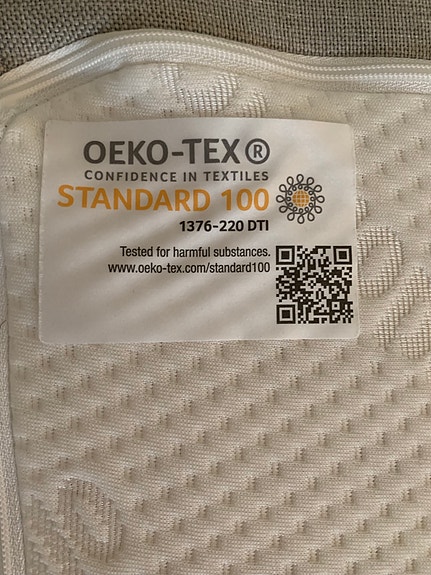 OEKO-TEX®
CONFIDENCE IN TEXTILES
STANDARD 100
1376-220 DTI
Tested for harmful substances.
www.oeko-tex.com/standard100